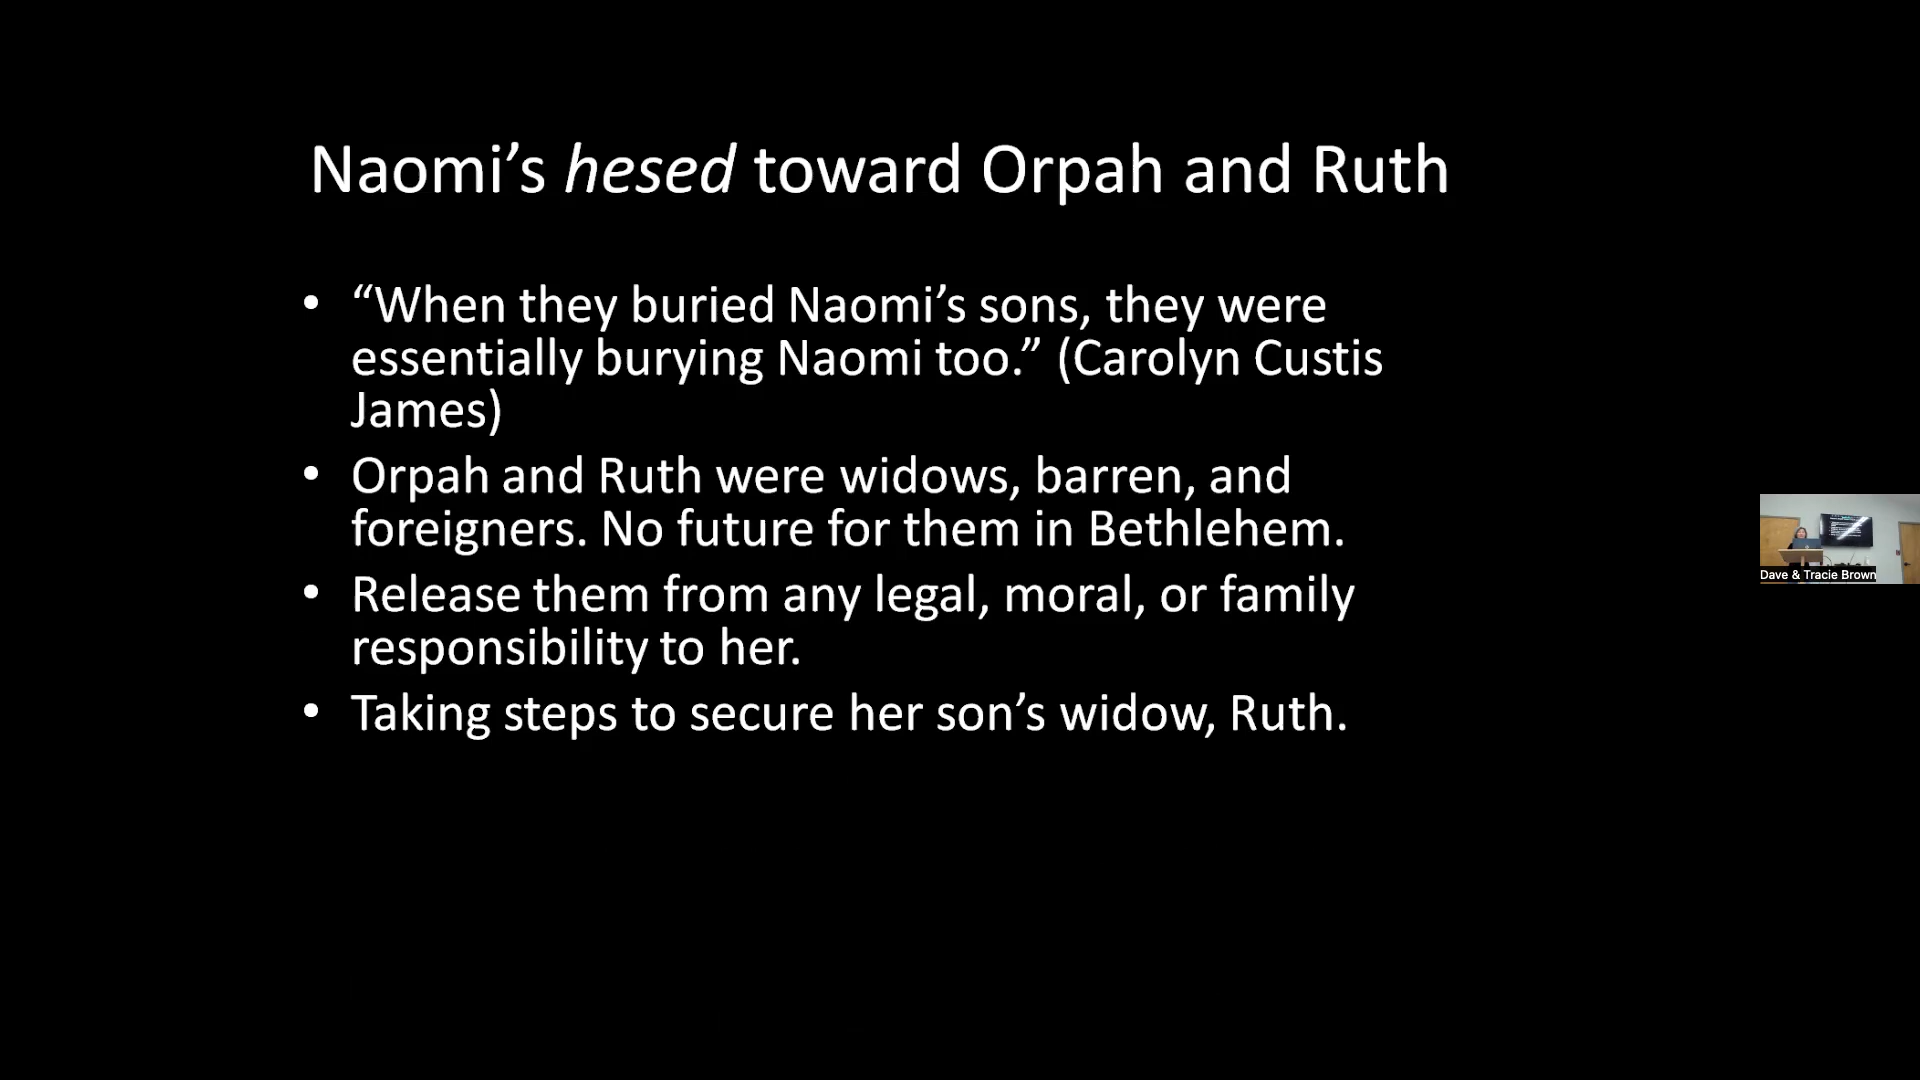 Naomi’s hesed toward Orpah and Ruth
• “When they buried Naomi’s sons, they were
essentially burying Naomi too.” (Carolyn Custis
James)
• Orpah and Ruth were widows, barren, and
foreigners. No future for them in Bethlehem.
• Release them from any legal, moral, or family
responsibility to her.
• Taking steps to secure her son’s widow, Ruth.
Dave & Tracie Brown